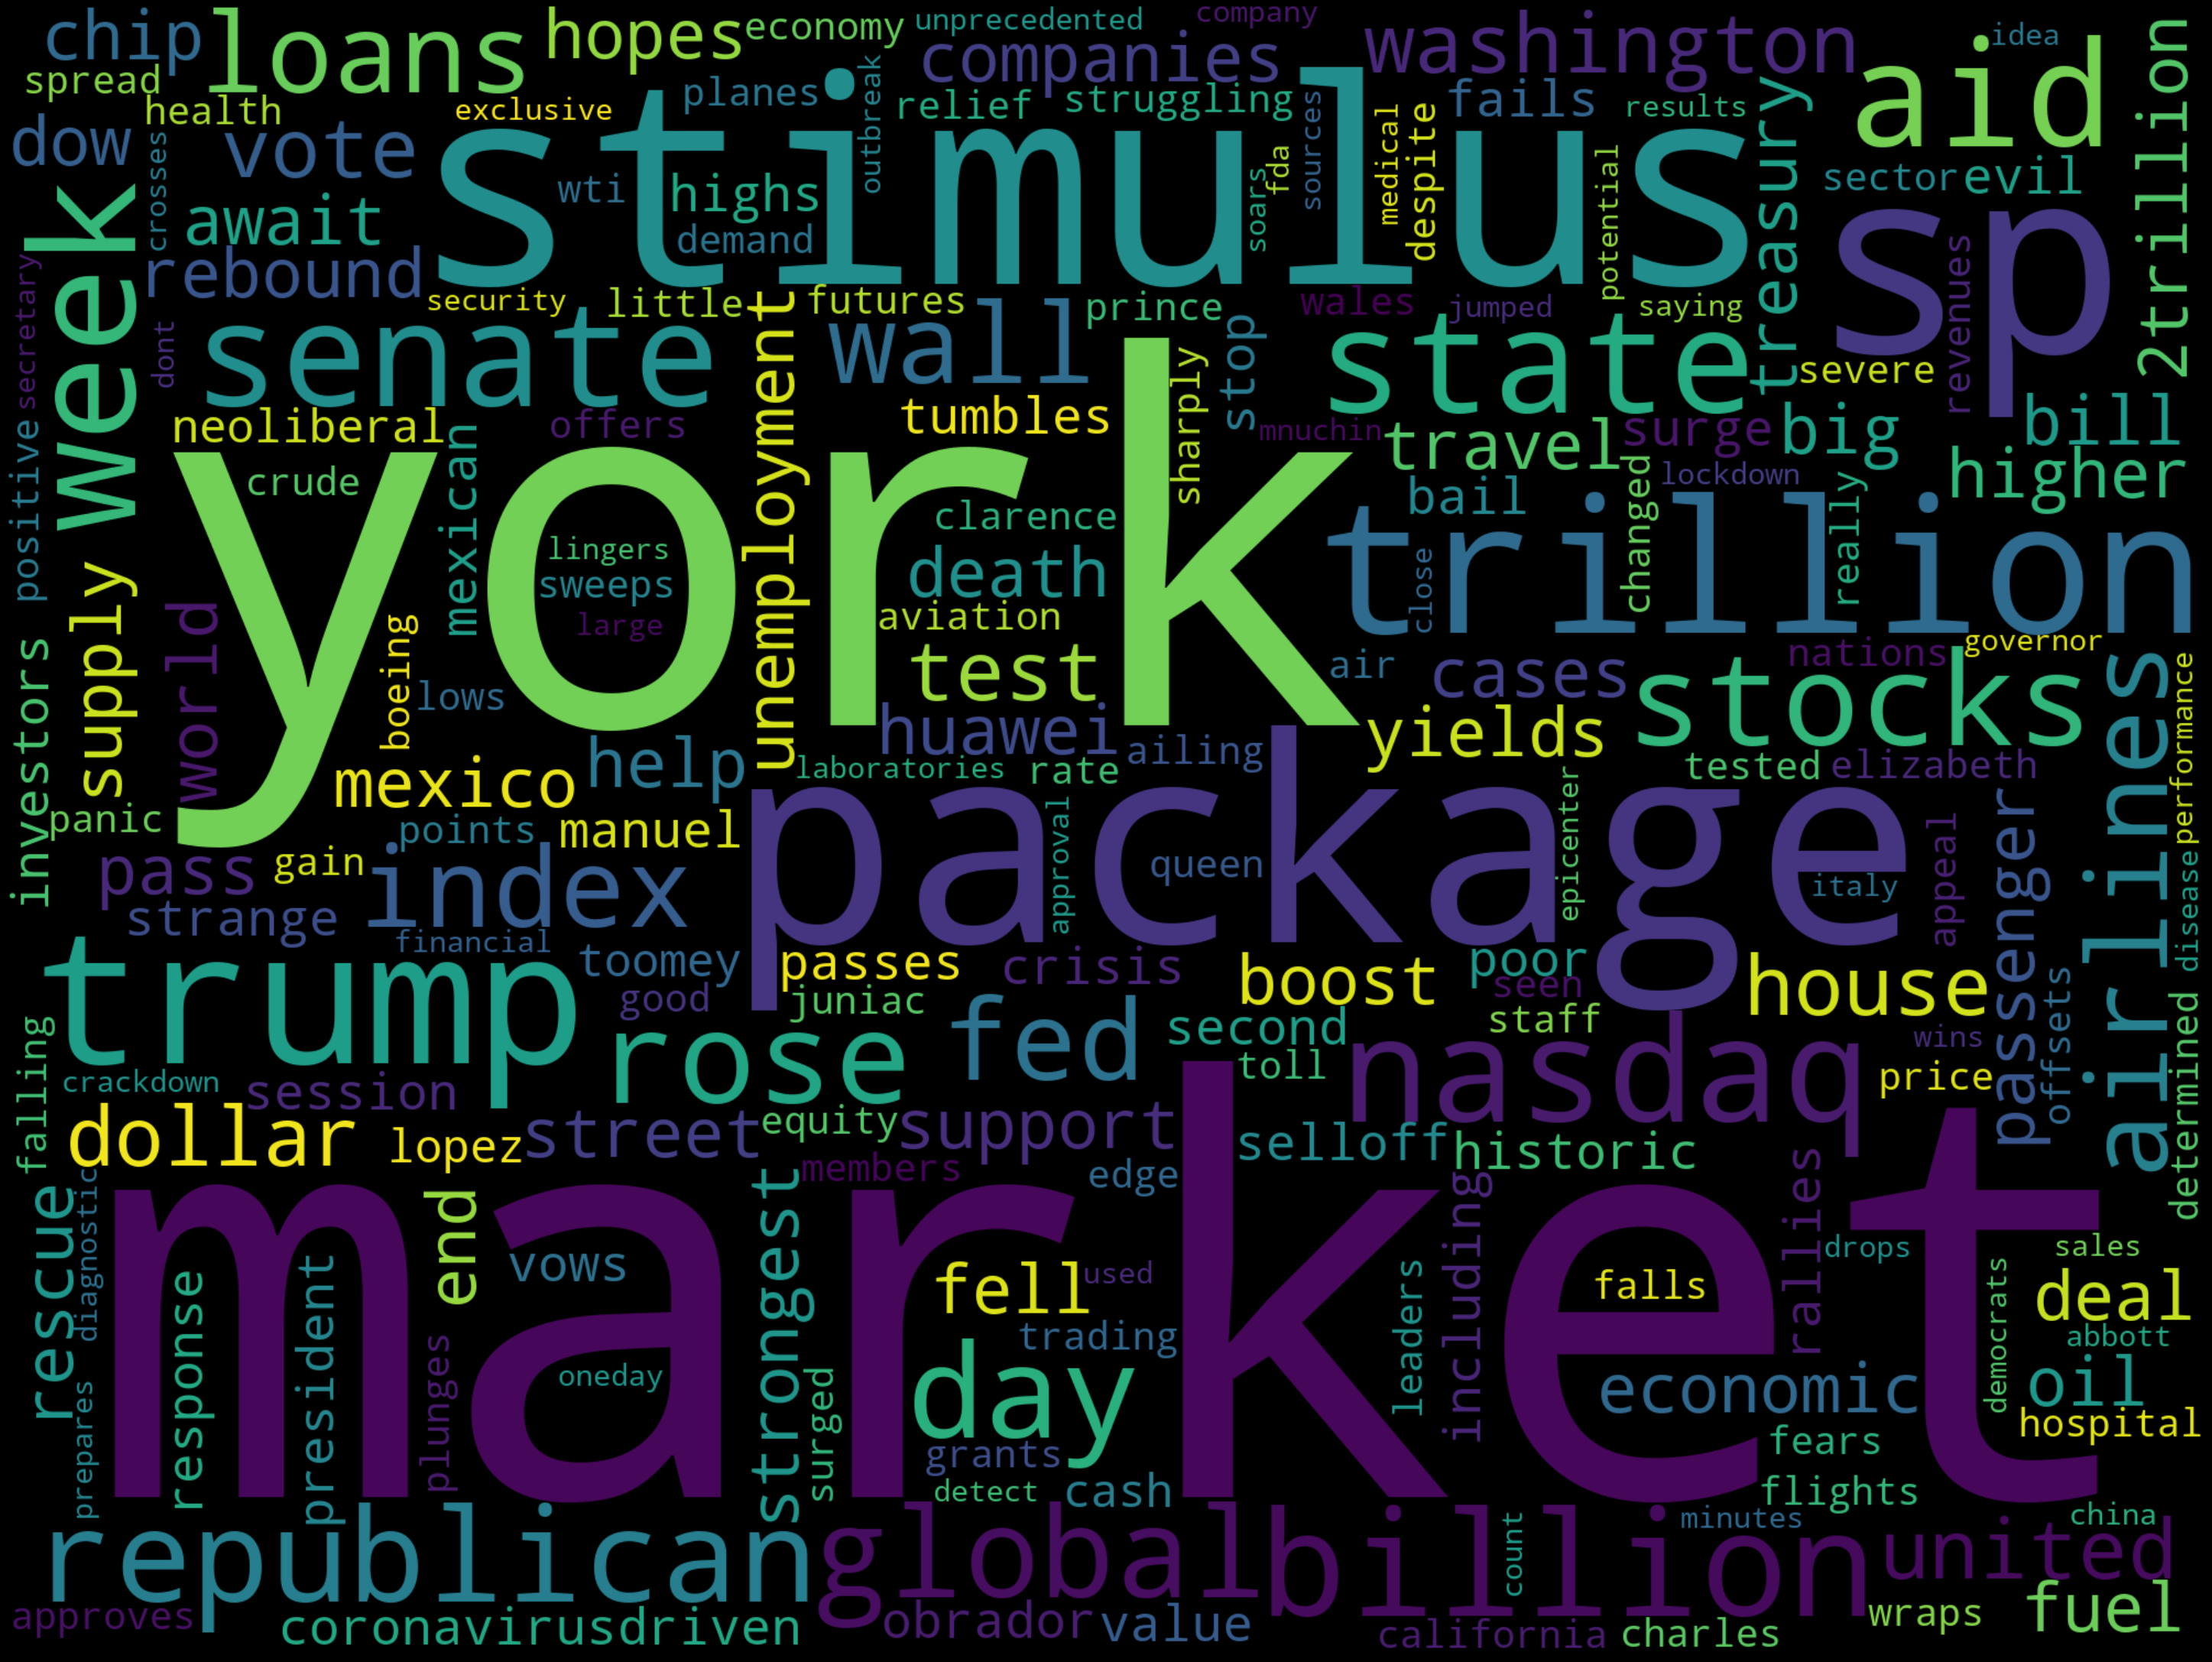 chip
loans
hopes
economy
unprecedented
company
companies
washington
aid
idea
2trillion
spread
health
exclusive
planes
outbreak
relief
struggling
sources
medical
fails
results
treasury
dow
crosses
vote
stimulus
wti
highs
demand
soars
fda
despite
potential
sector
evil
sp
week
await
rebound
security
little
futures
prince
wales
jumped
saying
severe
revenues
secretary
dont
senate
unemployment
wall
sharply
stop
state
neoliberal
offers
tumbles
mnuchin
travel
surge
big
bill
higher
positive
crude
mexican
york
clarence
bail
changed
lockdown
really
trillion
lingers
sweeps
large
death
close
aviation
supply
world
boeing
lows
test
air
cases
nations
governor
stocks
airlines
performance
investors
panic
mexico
help
huawei
ailing
yields
laboratories
rate
tested
elizabeth
points
manuel
package
approval
queen
epicenter
italy
appeal
passenger
disease
pass
gain
index
strange
financial
toomey
good
passes
juniac
crisis
boost
poor
seen
staff
house
offsets
determined
trump
rose
fed
second
toll
nasdaq
wins
price
falling
crackdown
session
dollar
lopez
street
equity
support
members
edge
selloff
historic
including
rallies
market
rescue
diagnostic
response
president
end
vows
strongest
fell
used
trading
leaders
falls
drops
sales
democrats
deal
abbott
oil
hospital
prepares
plunges
oneday
surged
day
grants
detect
cash
economic
fears
flights
minutes
china
republican
global
billion
count
united
approves
coronavirusdriven
obrador
value
california
charles
wraps
fuel